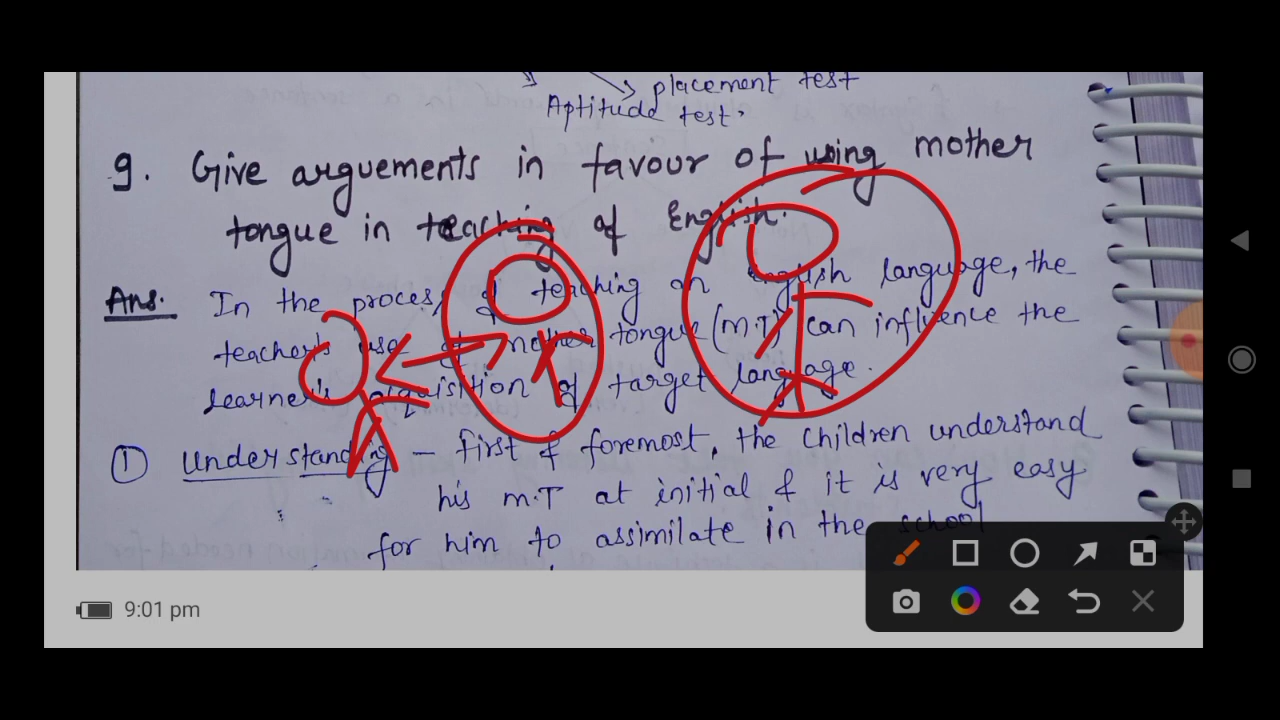 placement test
Aptitude test.
9. Give arguements in favour of using mother
tongue in teaching of English.
Ans. In the process of teaching an english language, the
teacher's use of mother tongue (M.T) can influence the
learner's acquisition of target language.
① Understanding - first & foremost, the children understand
his m.T at initial & it is very easy
for him to assimilate in the school
9:01 pm